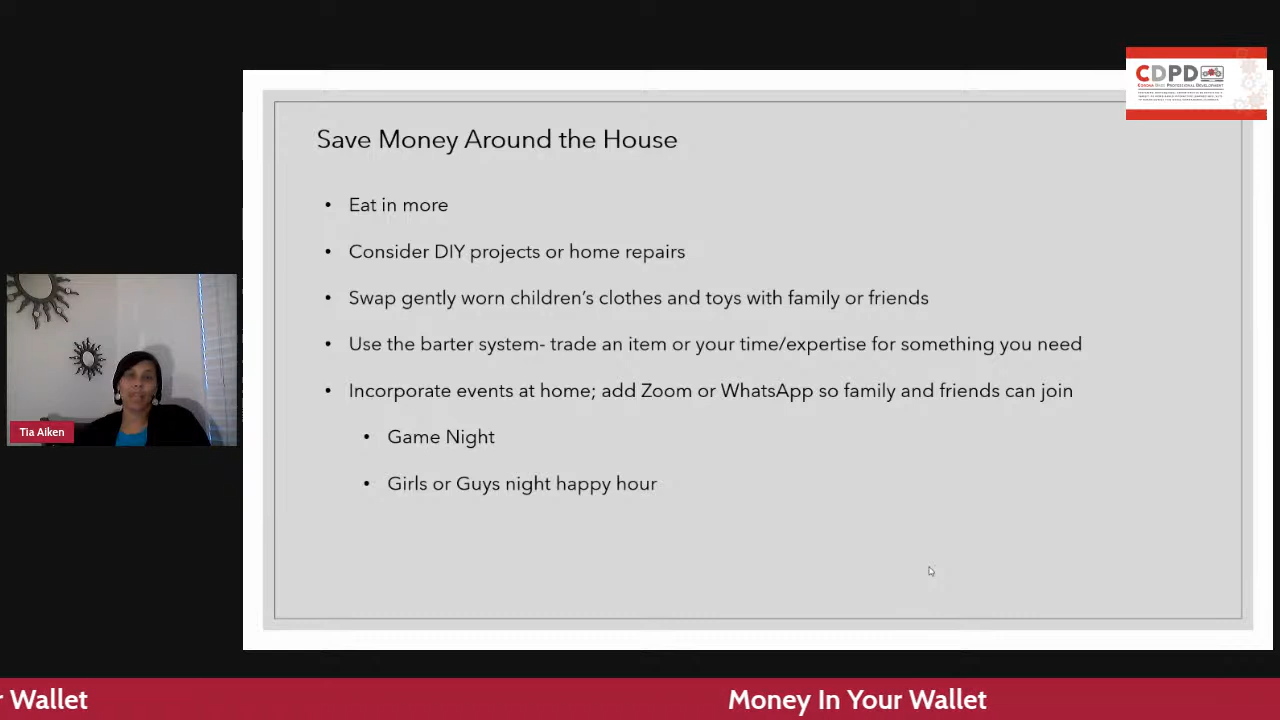 CDPD
Save Money Around the House
• Eat in more
• Consider DIY projects or home repairs
• Swap gently worn children's clothes and toys with family or friends
• Use the barter system- trade an item or your time/expertise for something you need
• Incorporate events at home; add Zoom or WhatsApp so family and friends can join
• Game Night
• Girls or Guys night happy hour
Tia Aiken
r Wallet
Money In Your Wallet